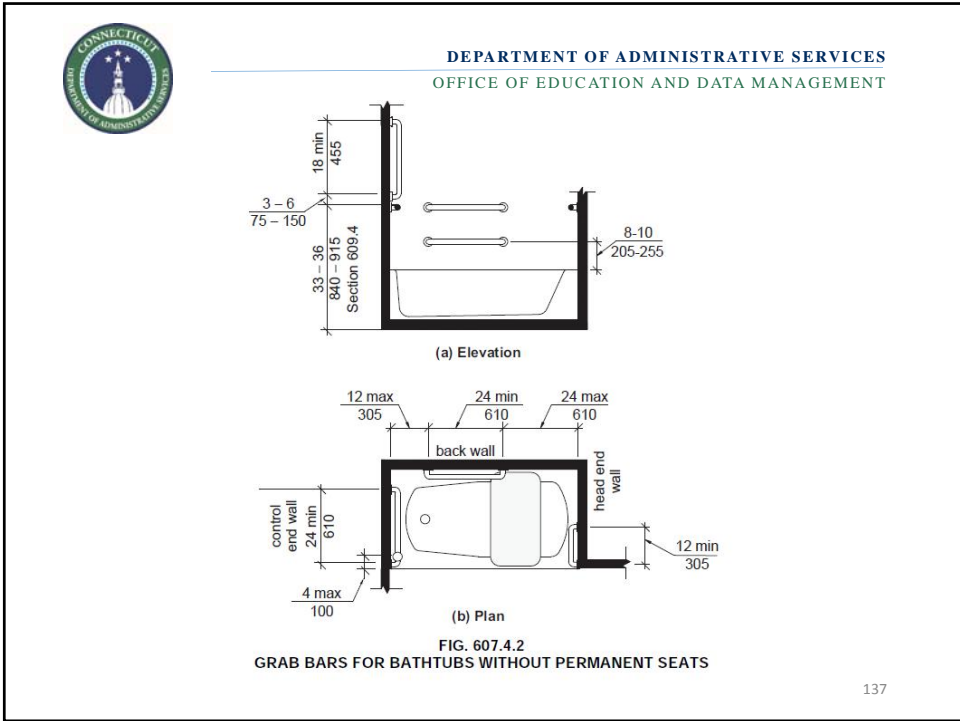 CONNECTICUT
DEPARTMENT OF ADMINISTRATIVE SERVICES
DEPARTMENT OF ADMINISTRATIVE SERVICES
OFFICE OF EDUCATION AND DATA MANAGEMENT
18 min
455
3 – 6
75 – 150
33 – 36
840 – 915
Section 609.4
8-10
205-255
(a) Elevation
12 max
305
24 min
610
24 max
610
back wall
head end
wall
control
end wall
24 min
610
12 min
305
4 max
100
(b) Plan
FIG. 607.4.2
GRAB BARS FOR BATHTUBS WITHOUT PERMANENT SEATS
137